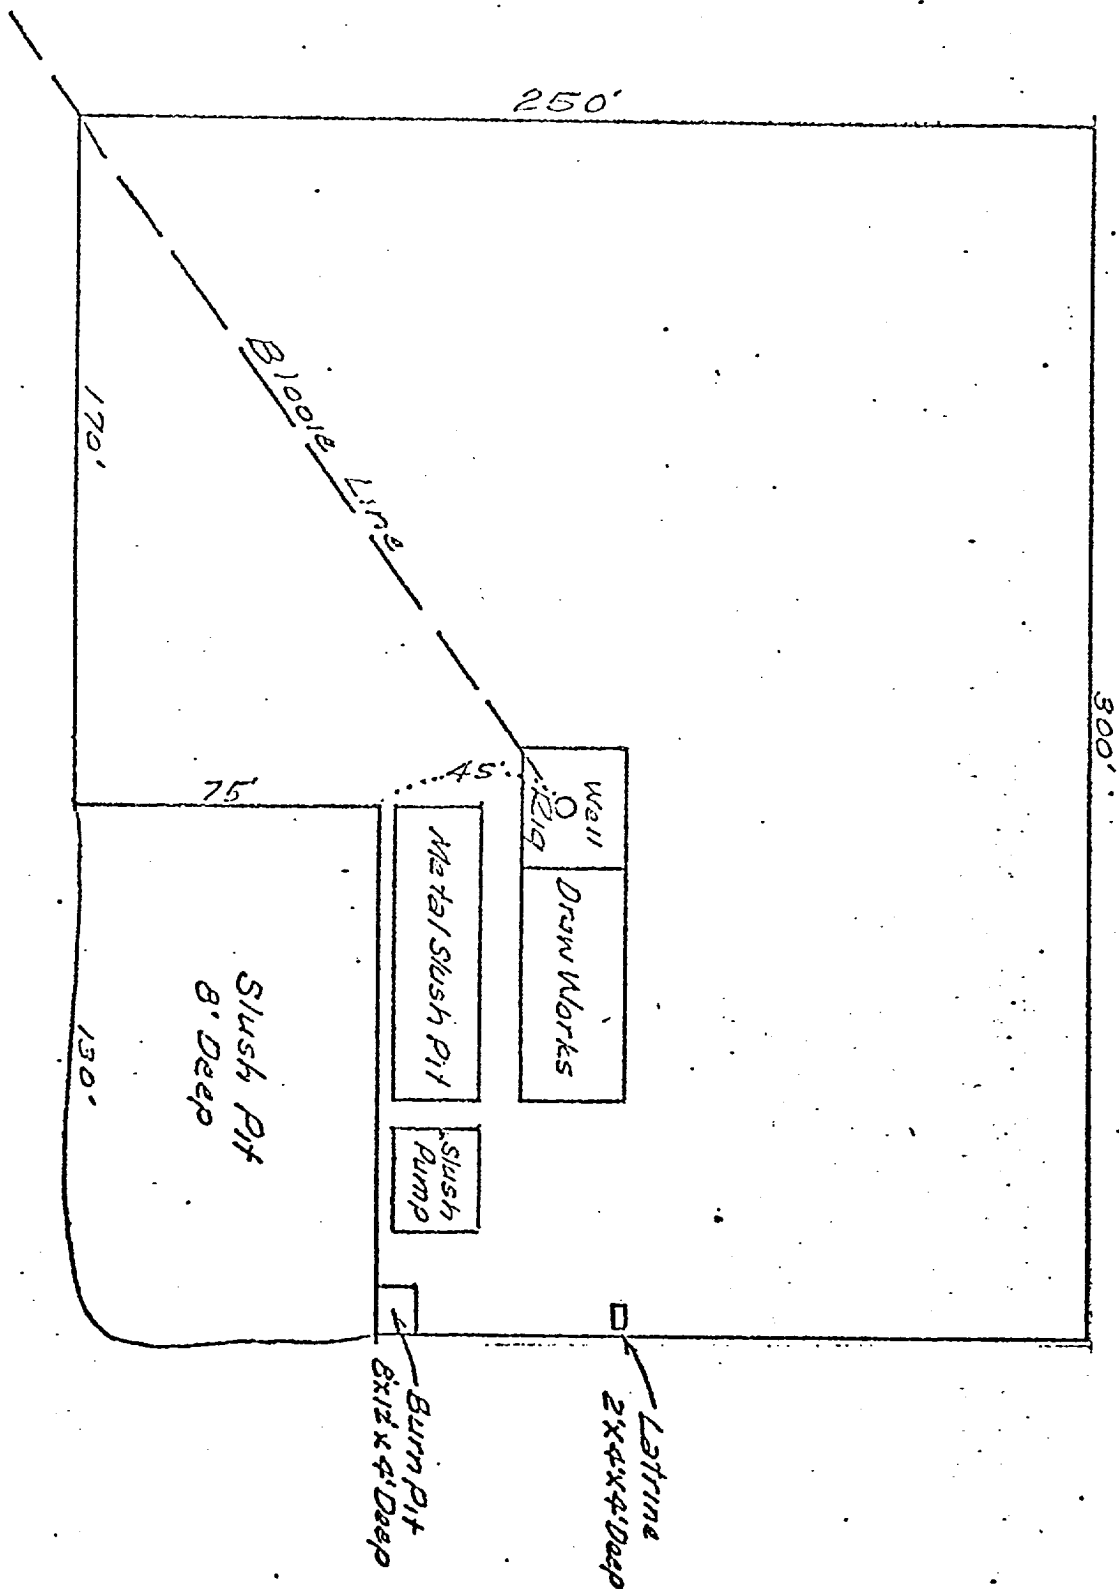 250'
300'
Blooie Line
170'
75'
45'
Well
Rig
Draw Works
Metal Slush Pit
Slush
Pump
Slush Pit
8' Deep
130'
Latrine
2'x4'x4' Deep
Burn Pit
8'x12'x4' Deep